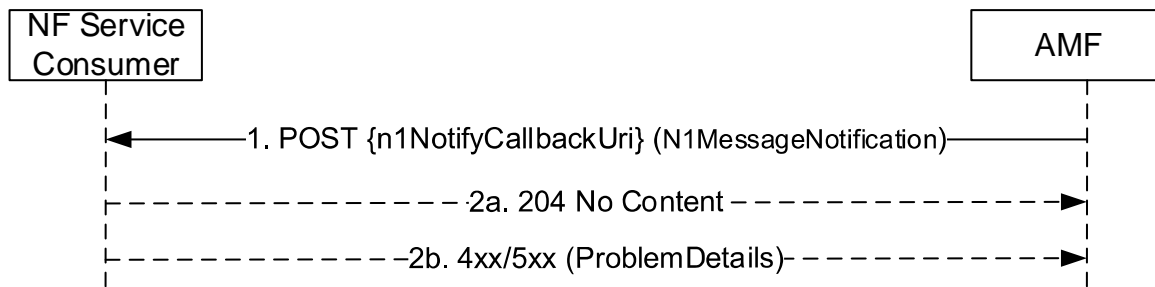 NF Service
Consumer
AMF
1. POST {n1NotifyCallbackUri} (N1MessageNotification)
2a. 204 No Content
2b. 4xx/5xx (ProblemDetails)